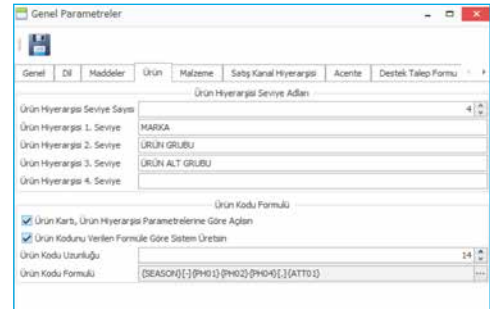 Genel Parametreler
Genel Dil Maddeler Ürün Malzeme Satış Kanal Hiyerarşisi Acente Destek Talep Formu
Ürün Hiyerarşisi Seviye Adları
Ürün Hiyerarşisi Seviye Sayısı 4
Ürün Hiyerarşisi 1. Seviye MARKA
Ürün Hiyerarşisi 2. Seviye ÜRÜN GRUBU
Ürün Hiyerarşisi 3. Seviye ÜRÜN ALT GRUBU
Ürün Hiyerarşisi 4. Seviye
Ürün Kodu Formulü
Ürün Kartı, Ürün Hiyerarşisi Parametrelerine Göre Açılsın
Ürün Kodunu Verilen Formüle Göre Sistem Üretsin
Ürün Kodu Uzunluğu 14
Ürün Kodu Formulü {SEASON}[-]{PH01}{PH02}{PH04}[.]{ATT01} ...